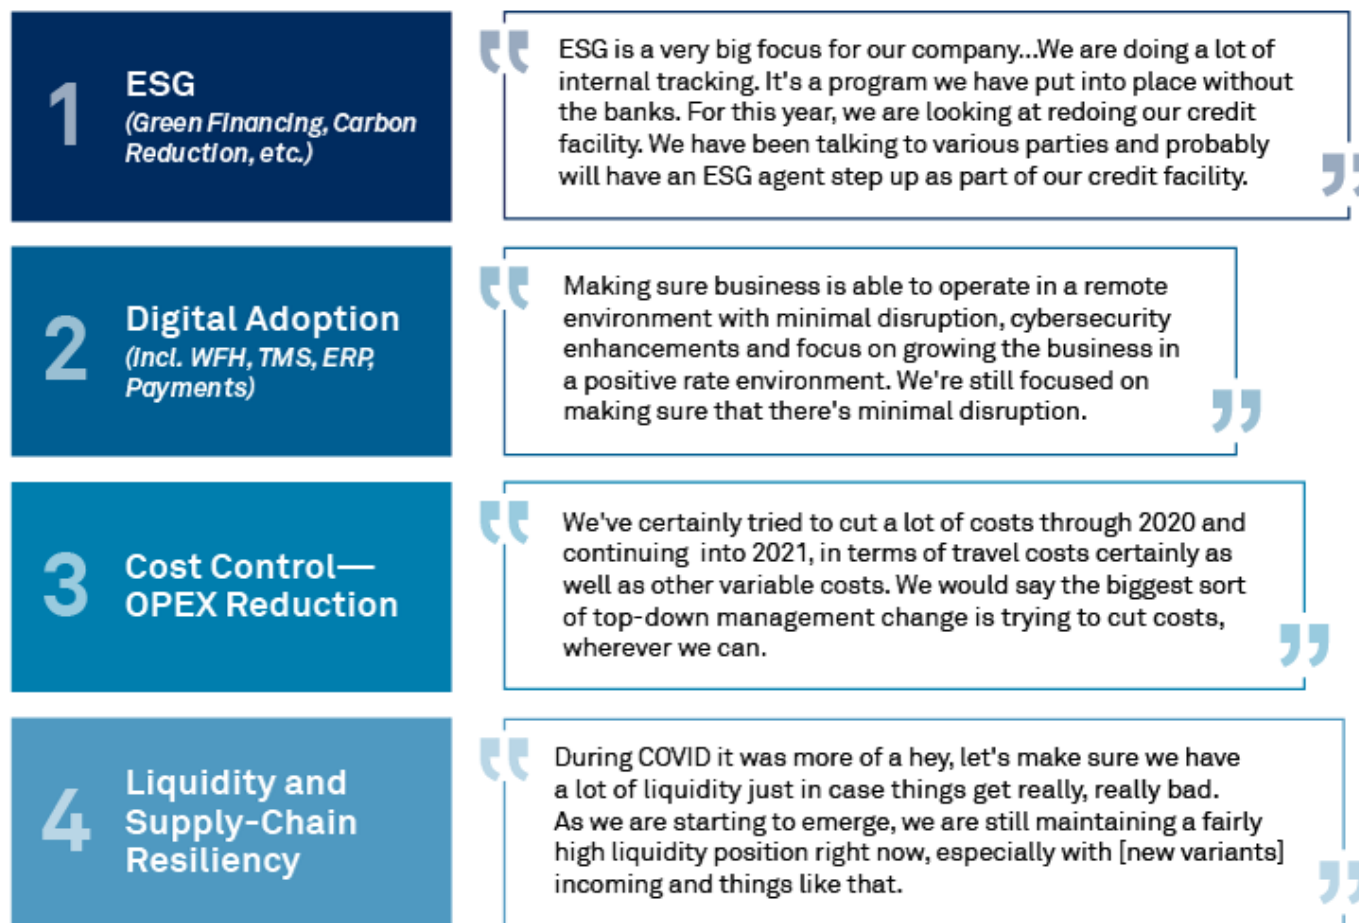 1
ESG
(Green Financing, Carbon
Reduction, etc.)
“
ESG is a very big focus for our company...We are doing a lot of
internal tracking. It's a program we have put into place without
the banks. For this year, we are looking at redoing our credit
facility. We have been talking to various parties and probably
will have an ESG agent step up as part of our credit facility.
”
2
Digital Adoption
(Incl. WFH, TMS, ERP,
Payments)
“
Making sure business is able to operate in a remote
environment with minimal disruption, cybersecurity
enhancements and focus on growing the business in
a positive rate environment. We're still focused on
making sure that there's minimal disruption.
”
3
Cost Control—
OPEX Reduction
“
We've certainly tried to cut a lot of costs through 2020 and
continuing into 2021, in terms of travel costs certainly as
well as other variable costs. We would say the biggest sort
of top-down management change is trying to cut costs,
wherever we can.
”
4
Liquidity and
Supply-Chain
Resiliency
“
During COVID it was more of a hey, let's make sure we have
a lot of liquidity just in case things get really, really bad.
As we are starting to emerge, we are still maintaining a fairly
high liquidity position right now, especially with [new variants]
incoming and things like that.
”